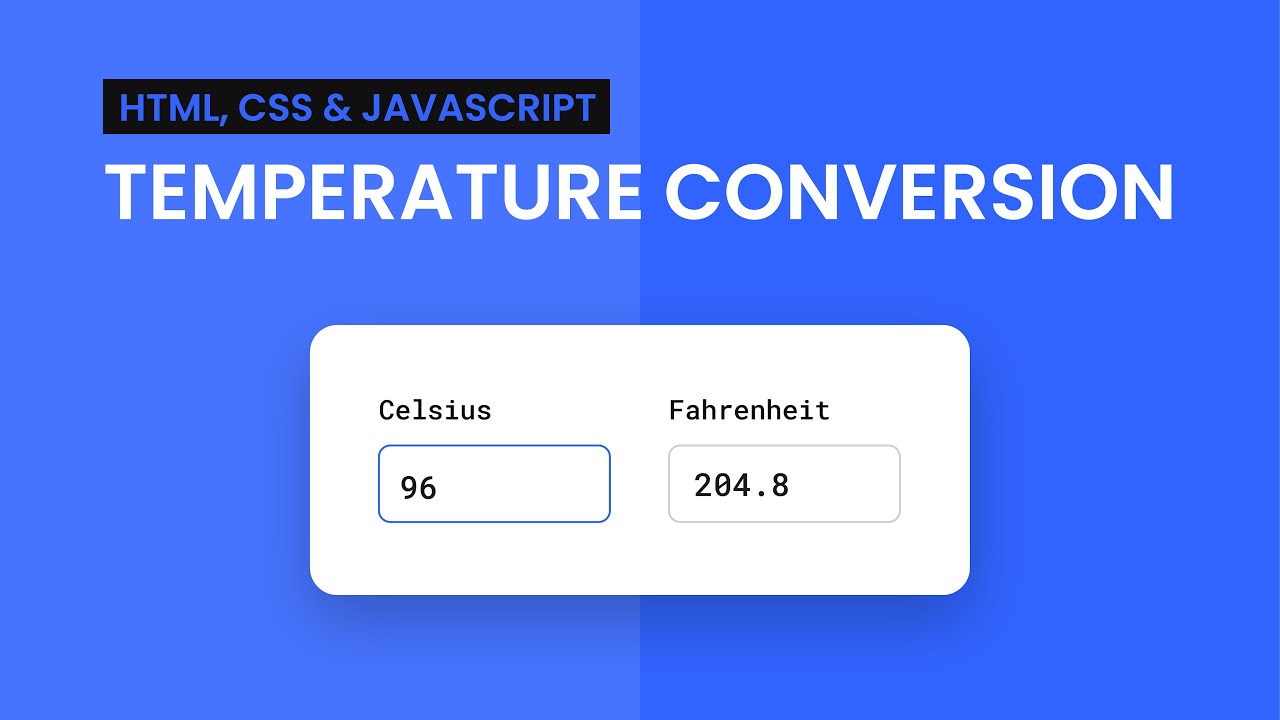 HTML, CSS & JAVASCRIPT
TEMPERATURE CONVERSION
Celsius Fahrenheit
96 204.8